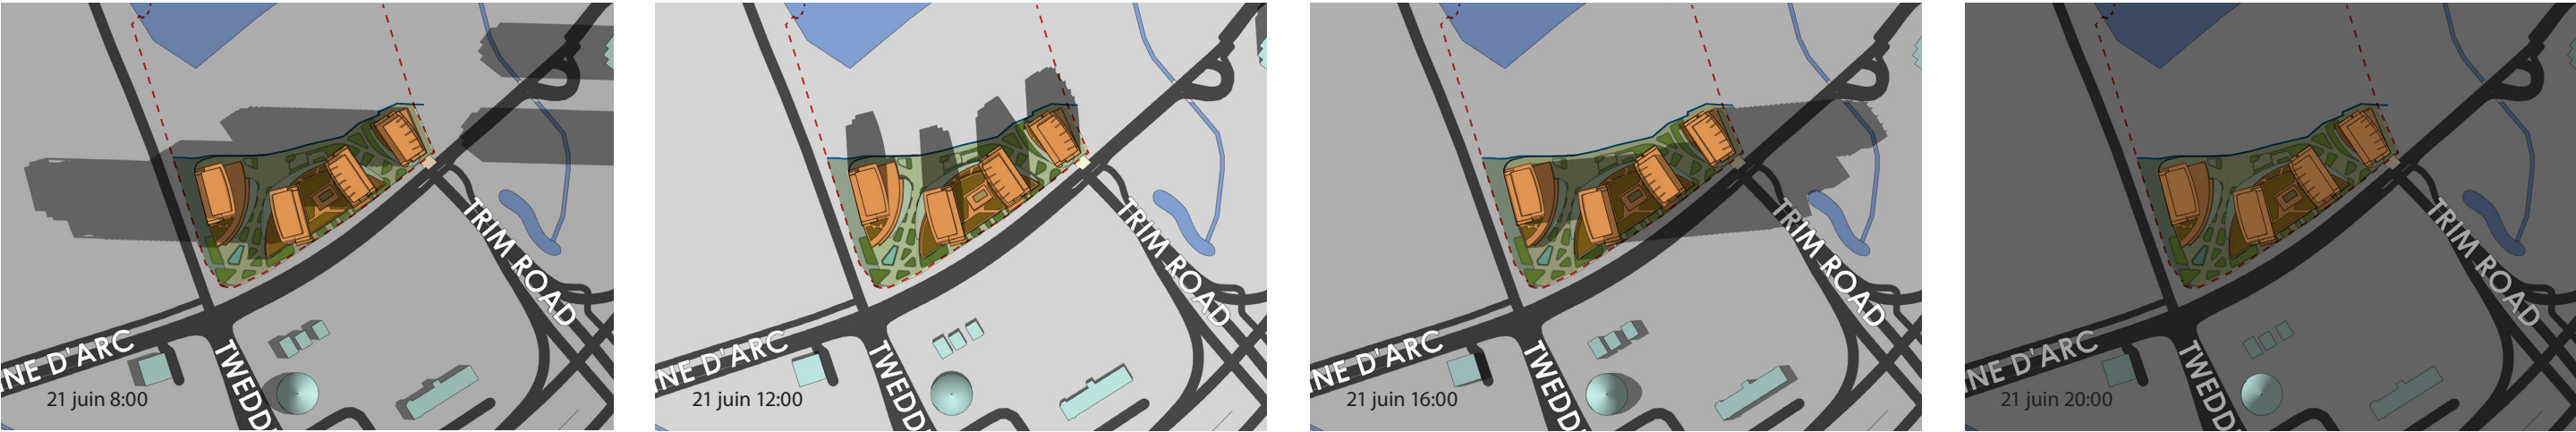 TRIM ROAD
NE D'ARC
TWEDD
21 juin 8:00
TRIM ROAD
NE D'ARC
TWEDD
21 juin 12:00
TRIM ROAD
NE D'ARC
TWEDD
21 juin 16:00
TRIM ROAD
NE D'ARC
TWEDD
21 juin 20:00